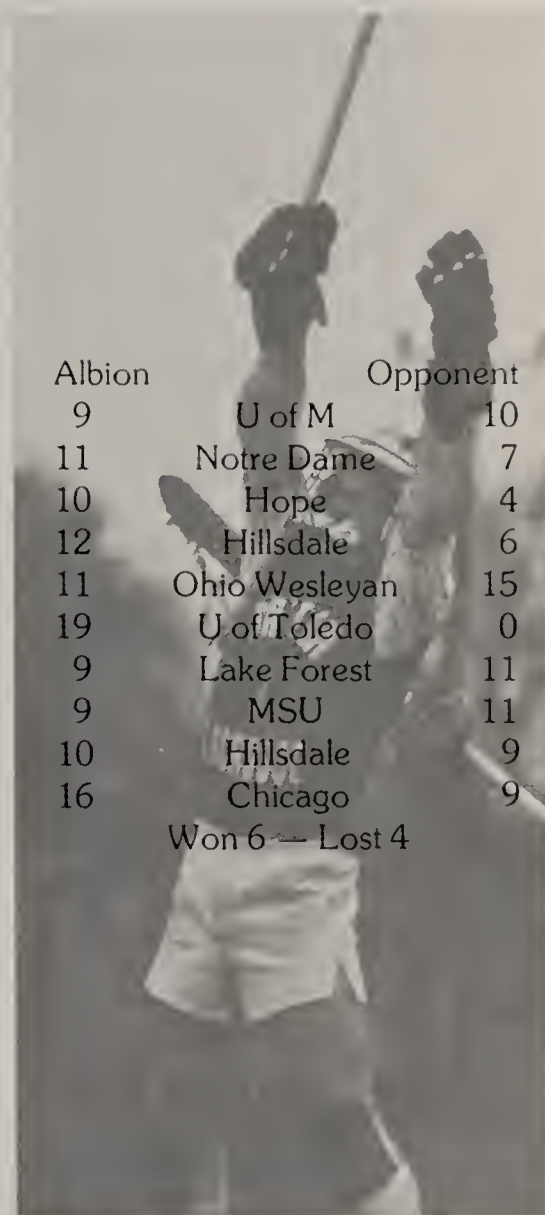 Albion Opponent
9 U of M 10
11 Notre Dame 7
10 Hope 4
12 Hillsdale 6
11 Ohio Wesleyan 15
19 U of Toledo 0
9 Lake Forest 11
9 MSU 11
10 Hillsdale 9
16 Chicago 9
Won 6 — Lost 4